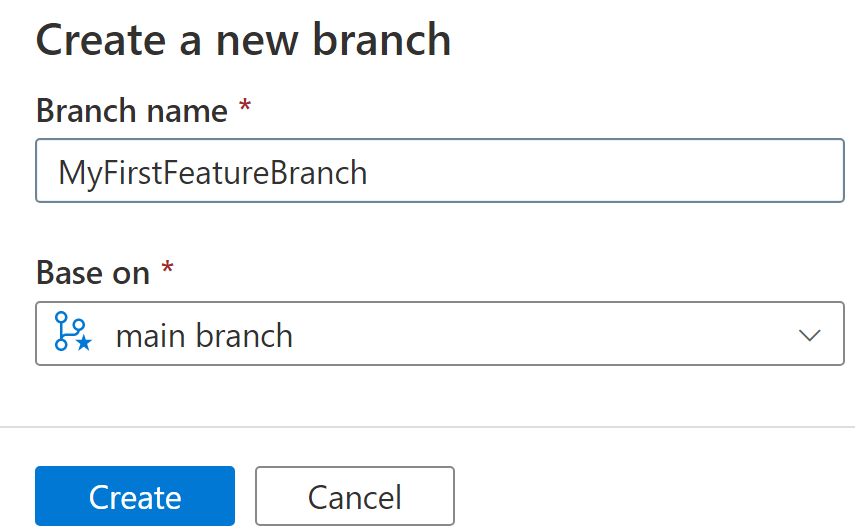 Create a new branch
Branch name *
MyFirstFeatureBranch
Base on *
main branch
Create Cancel